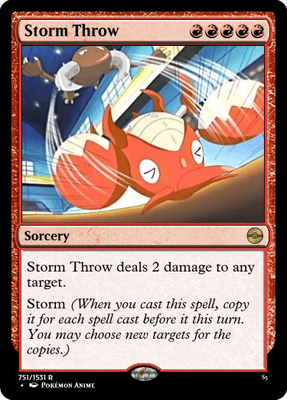 Storm Throw
Sorcery
Storm Throw deals 2 damage to any
target.
Storm (When you cast this spell, copy
it for each spell cast before it this turn.
You may choose new targets for the
copies.)
751/1531 R
• Pokémon Anime